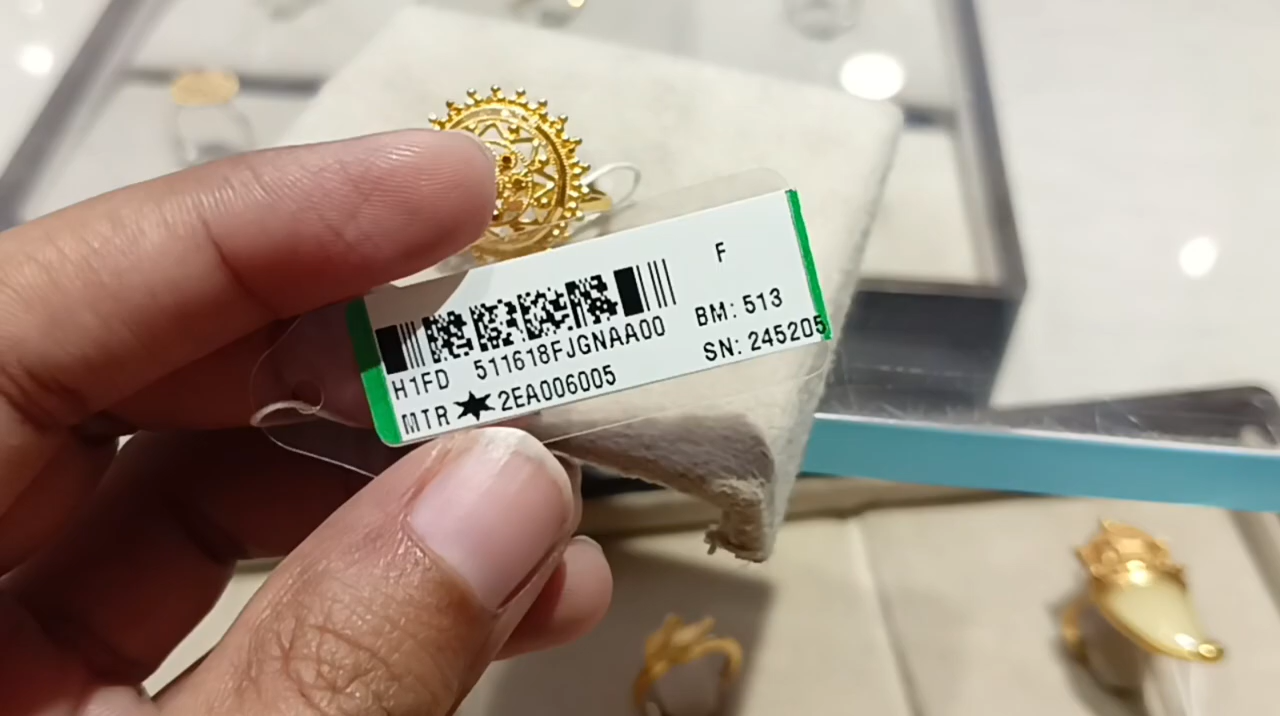 F
BM: 513
SN: 245205
H1FD 511618FJGNAA00
MTR ★ 2EA006005